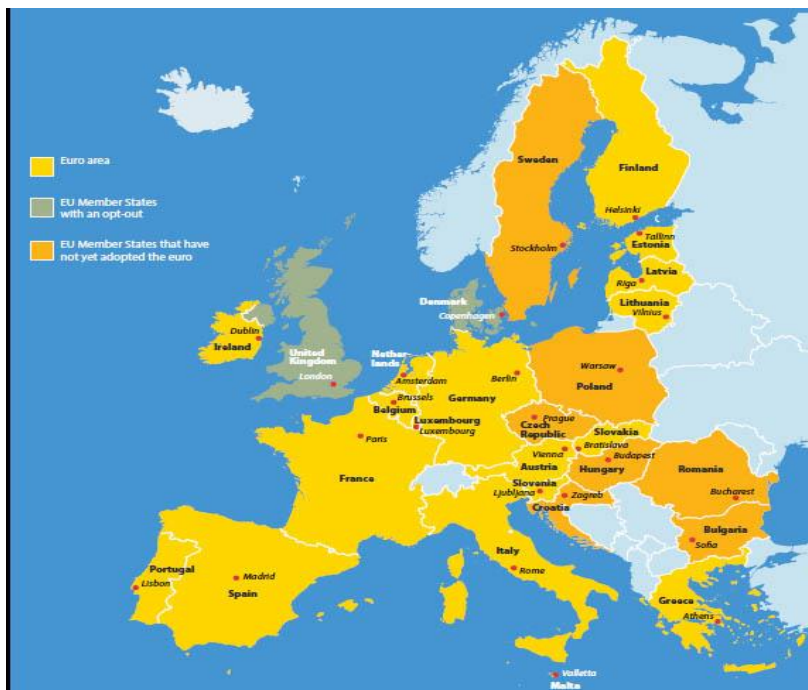 Euro area
EU Member States
with an opt-out
EU Member States that have
not yet adopted the euro
Sweden
Finland
Helsinki
Stockholm
Tallinn
Estonia
Latvia
Riga
Lithuania
Vilnius
Denmark
Copenhagen
Dublin
Ireland
United
Kingdom
London
Nether-
lands
Amsterdam
Berlin
Germany
Warsaw
Poland
Brussels
Belgium
Luxembourg
Luxembourg
Paris
France
Prague
Czech
Republic
Slovakia
Bratislava
Vienna
Austria
Budapest
Hungary
Romania
Bucharest
Slovenia
Ljubljana
Zagreb
Croatia
Bulgaria
Sofia
Italy
Rome
Portugal
Lisbon
Madrid
Spain
Greece
Athens
Valletta
Malta